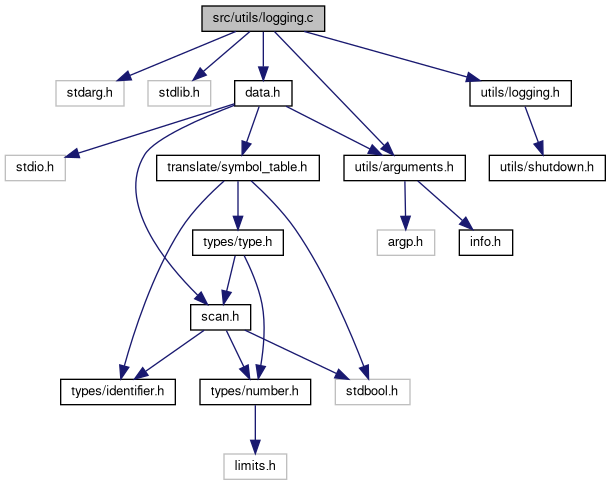 src/utils/logging.c
stdarg.h
stdlib.h
data.h
utils/logging.h
stdio.h
translate/symbol_table.h
utils/arguments.h
utils/shutdown.h
types/type.h
argp.h
info.h
scan.h
types/identifier.h
types/number.h
stdbool.h
limits.h